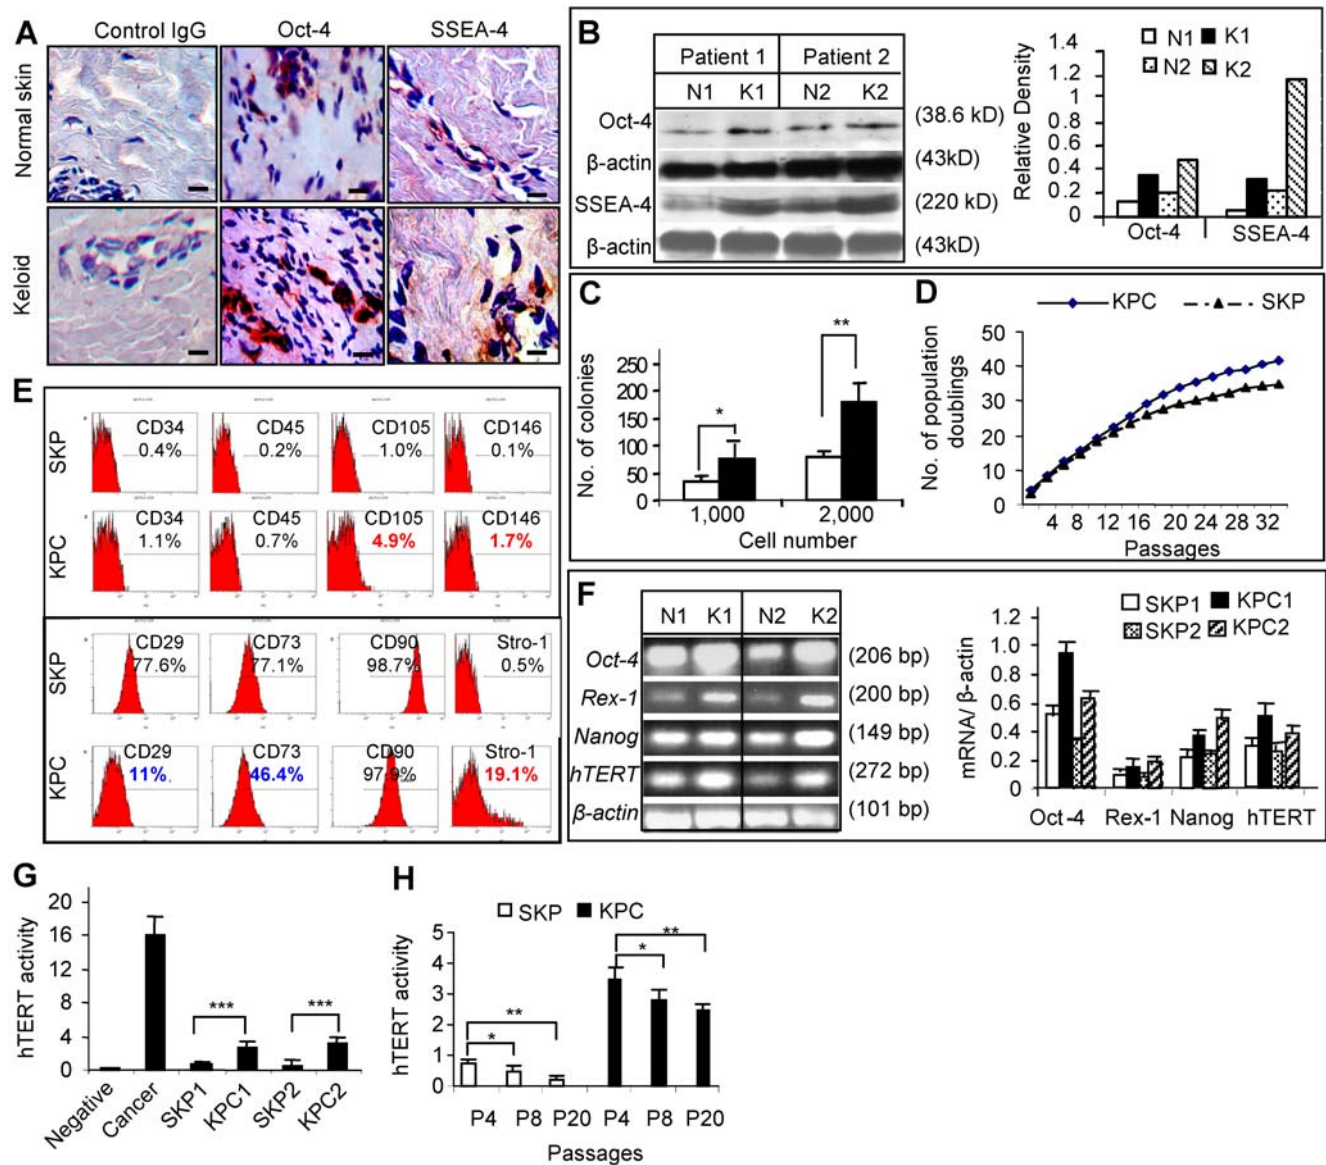 A
Control IgG Oct-4 SSEA-4
Normal skin
Keloid
B
Patient 1 Patient 2
N1 K1 N2 K2
Oct-4 (38.6 kD)
β-actin (43kD)
SSEA-4 (220 kD)
β-actin (43kD)
Relative Density
1.4
1.2
1
0.8
0.6
0.4
0.2
0
N1 K1
N2 K2
Oct-4 SSEA-4
C
No. of colonies
250
200
150
100
50
0
* **
1,000 2,000
Cell number
D
KPC SKP
No. of population doublings
50
40
30
20
10
0
4 8 9 13 16 20 24 28 32
Passages
E
SKP
CD34 CD45 CD105 CD146
0.4% 0.2% 1.0% 0.1%
KPC
CD34 CD45 CD105 CD146
1.1% 0.7% 4.9% 1.7%
SKP
CD29 CD73 CD90 Stro-1
77.6% 77.1% 98.7% 0.5%
KPC
CD29 CD73 CD90 Stro-1
11% 46.4% 97.9% 19.1%
F
N1 K1 N2 K2
Oct-4 (206 bp)
Rex-1 (200 bp)
Nanog (149 bp)
hTERT (272 bp)
β-actin (101 bp)
mRNA/ β-actin
1.2
1.0
0.8
0.6
0.4
0.2
0
SKP1 KPC1
SKP2 KPC2
Oct-4 Rex-1 Nanog hTERT
G
hTERT activity
20
16
12
8
4
0
*** ***
Negative Cancer SKP1 KPC1 SKP2 KPC2
H
SKP KPC
hTERT activity
5
4
3
2
1
0
* ** * **
P4 P8 P20 P4 P8 P20
Passages